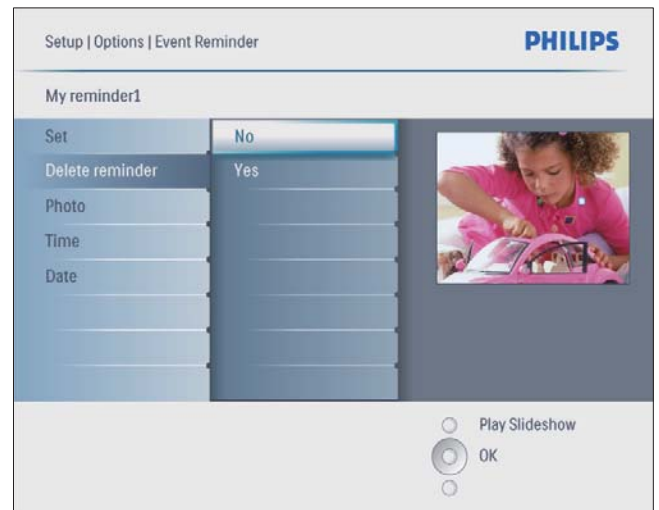 Setup | Options | Event Reminder
PHILIPS
My reminder1
Set
No
Delete reminder
Yes
Photo
Time
Date
Play Slideshow
OK